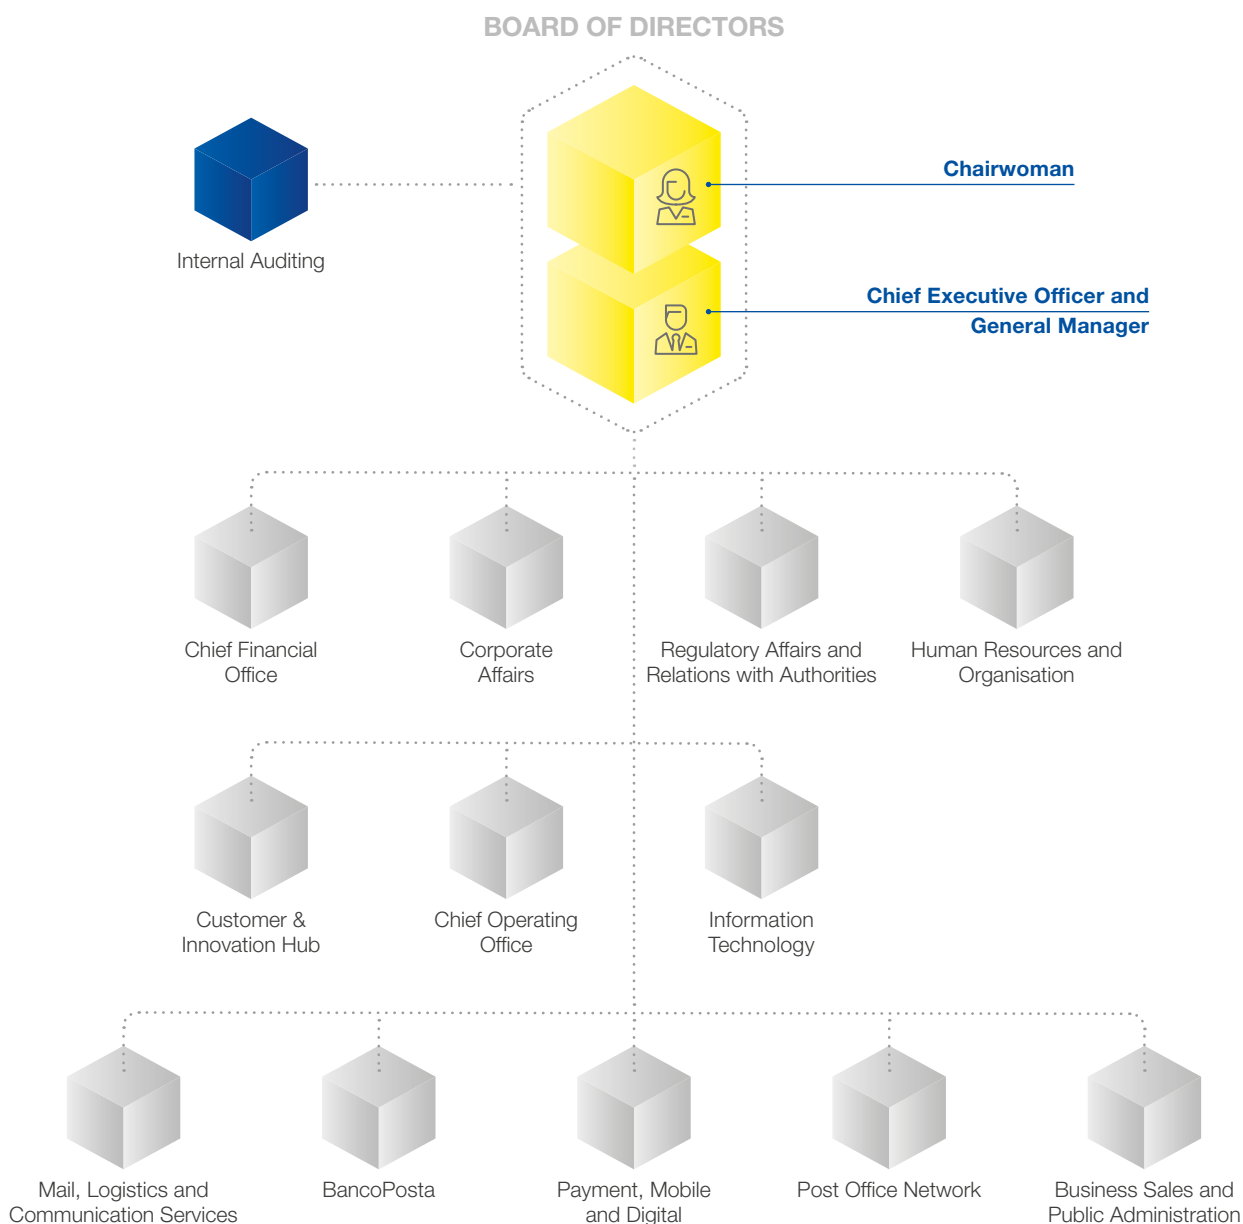 BOARD OF DIRECTORS
Chairwoman
Internal Auditing
Chief Executive Officer and
General Manager
Chief Financial
Office
Corporate
Affairs
Regulatory Affairs and
Relations with Authorities
Human Resources and
Organisation
Customer &
Innovation Hub
Chief Operating
Office
Information
Technology
Mail, Logistics and
Communication Services
BancoPosta
Payment, Mobile
and Digital
Post Office Network
Business Sales and
Public Administration